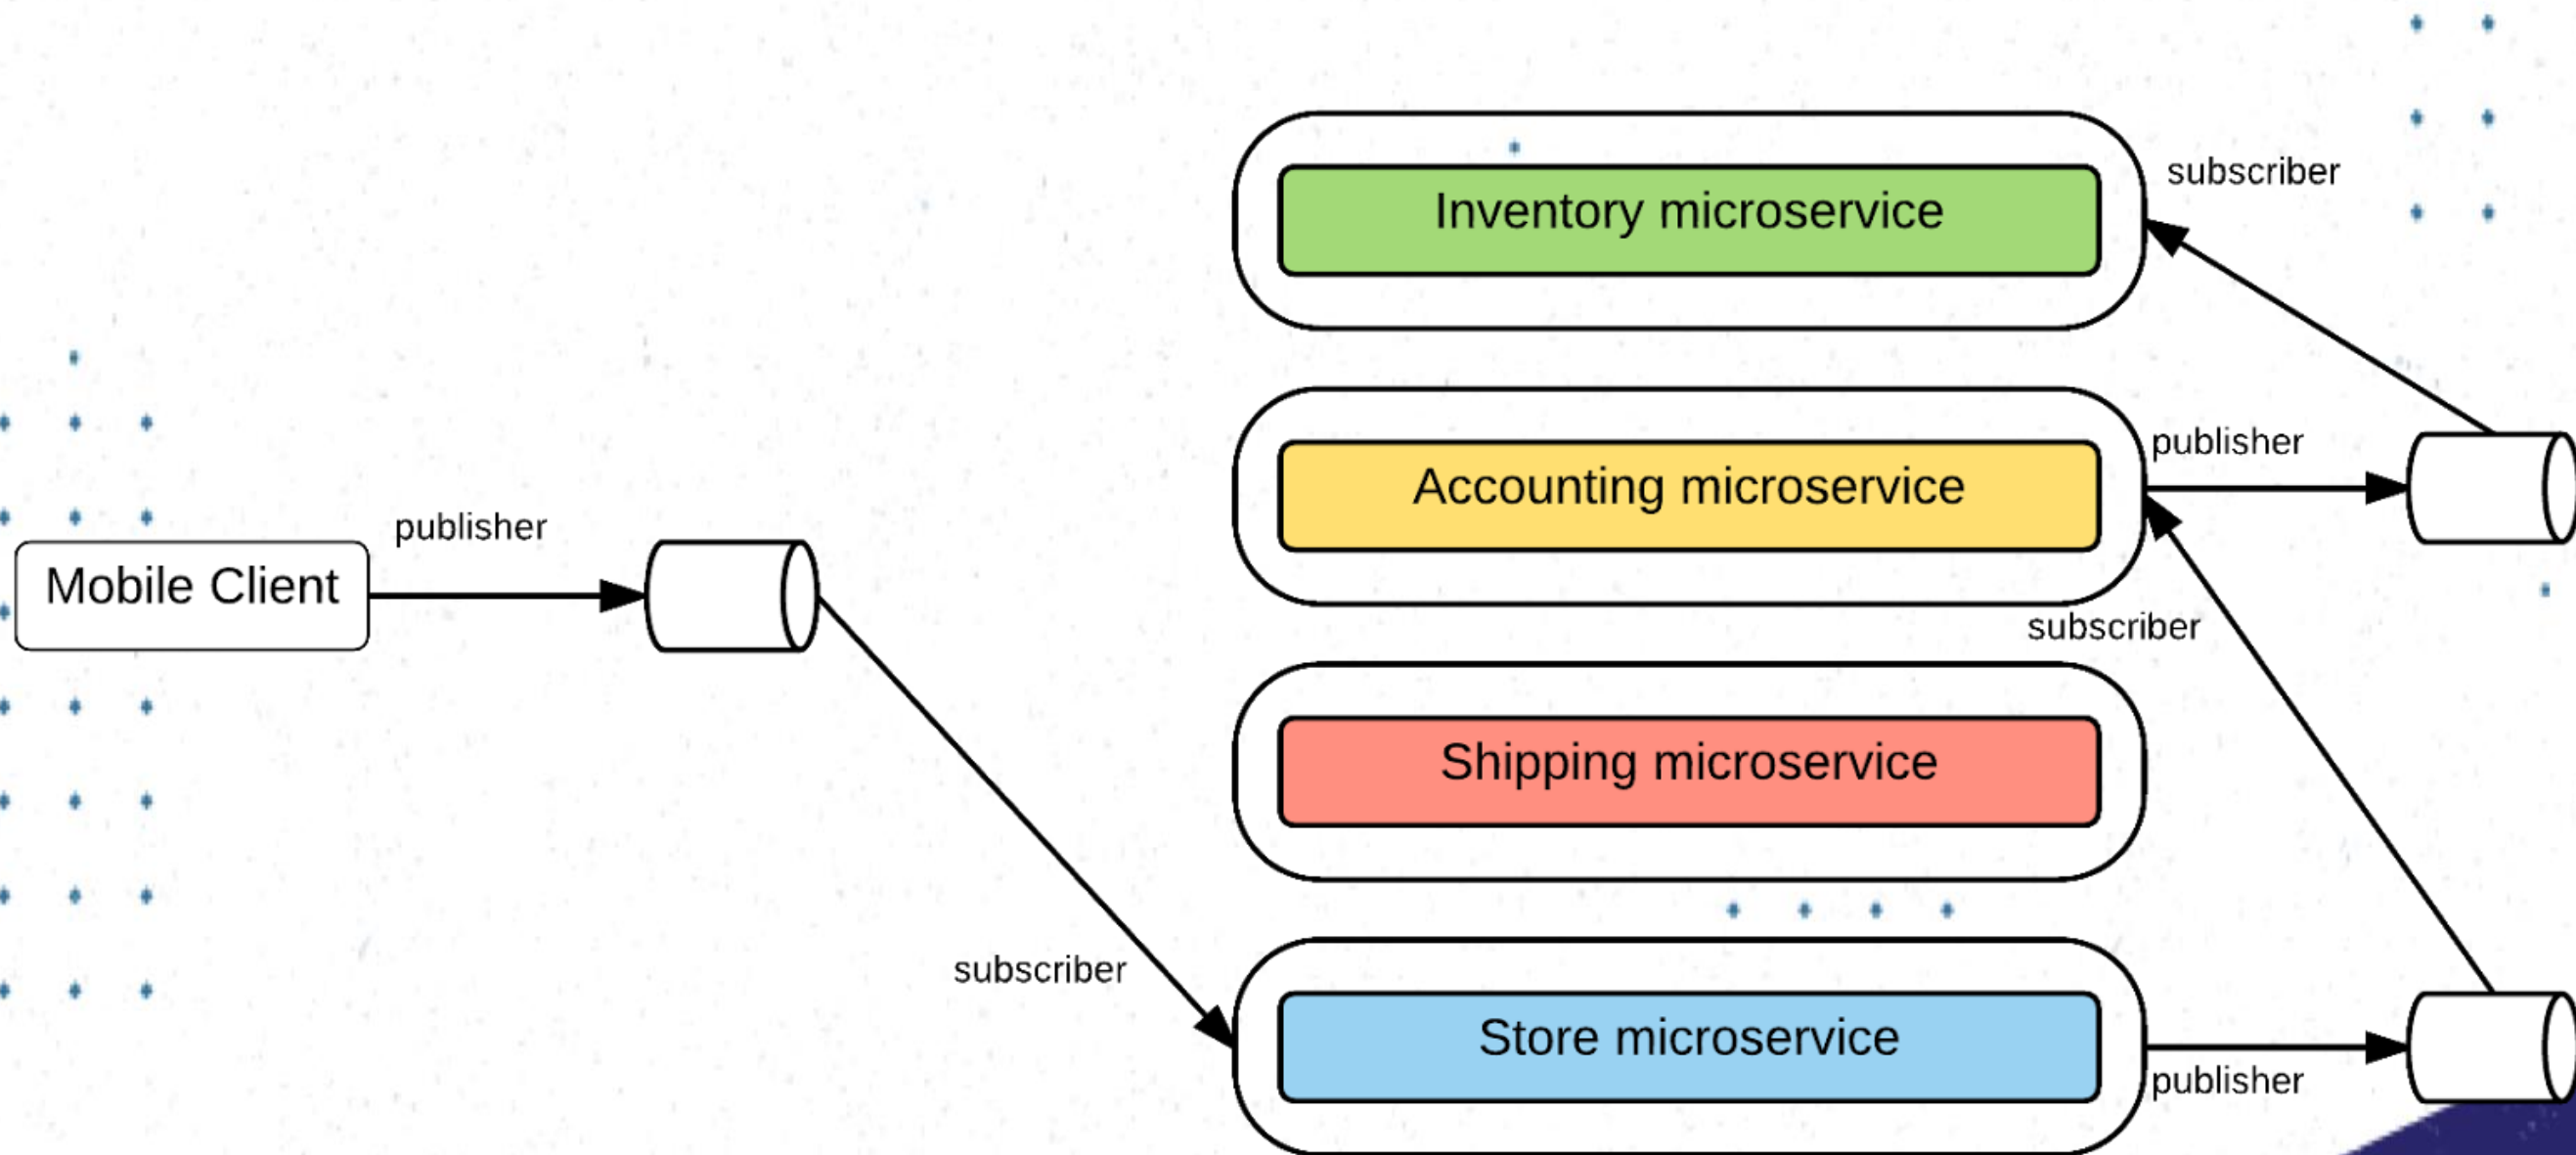 subscriber
Inventory microservice
publisher
Accounting microservice
publisher
Mobile Client
subscriber
Shipping microservice
subscriber
Store microservice
publisher